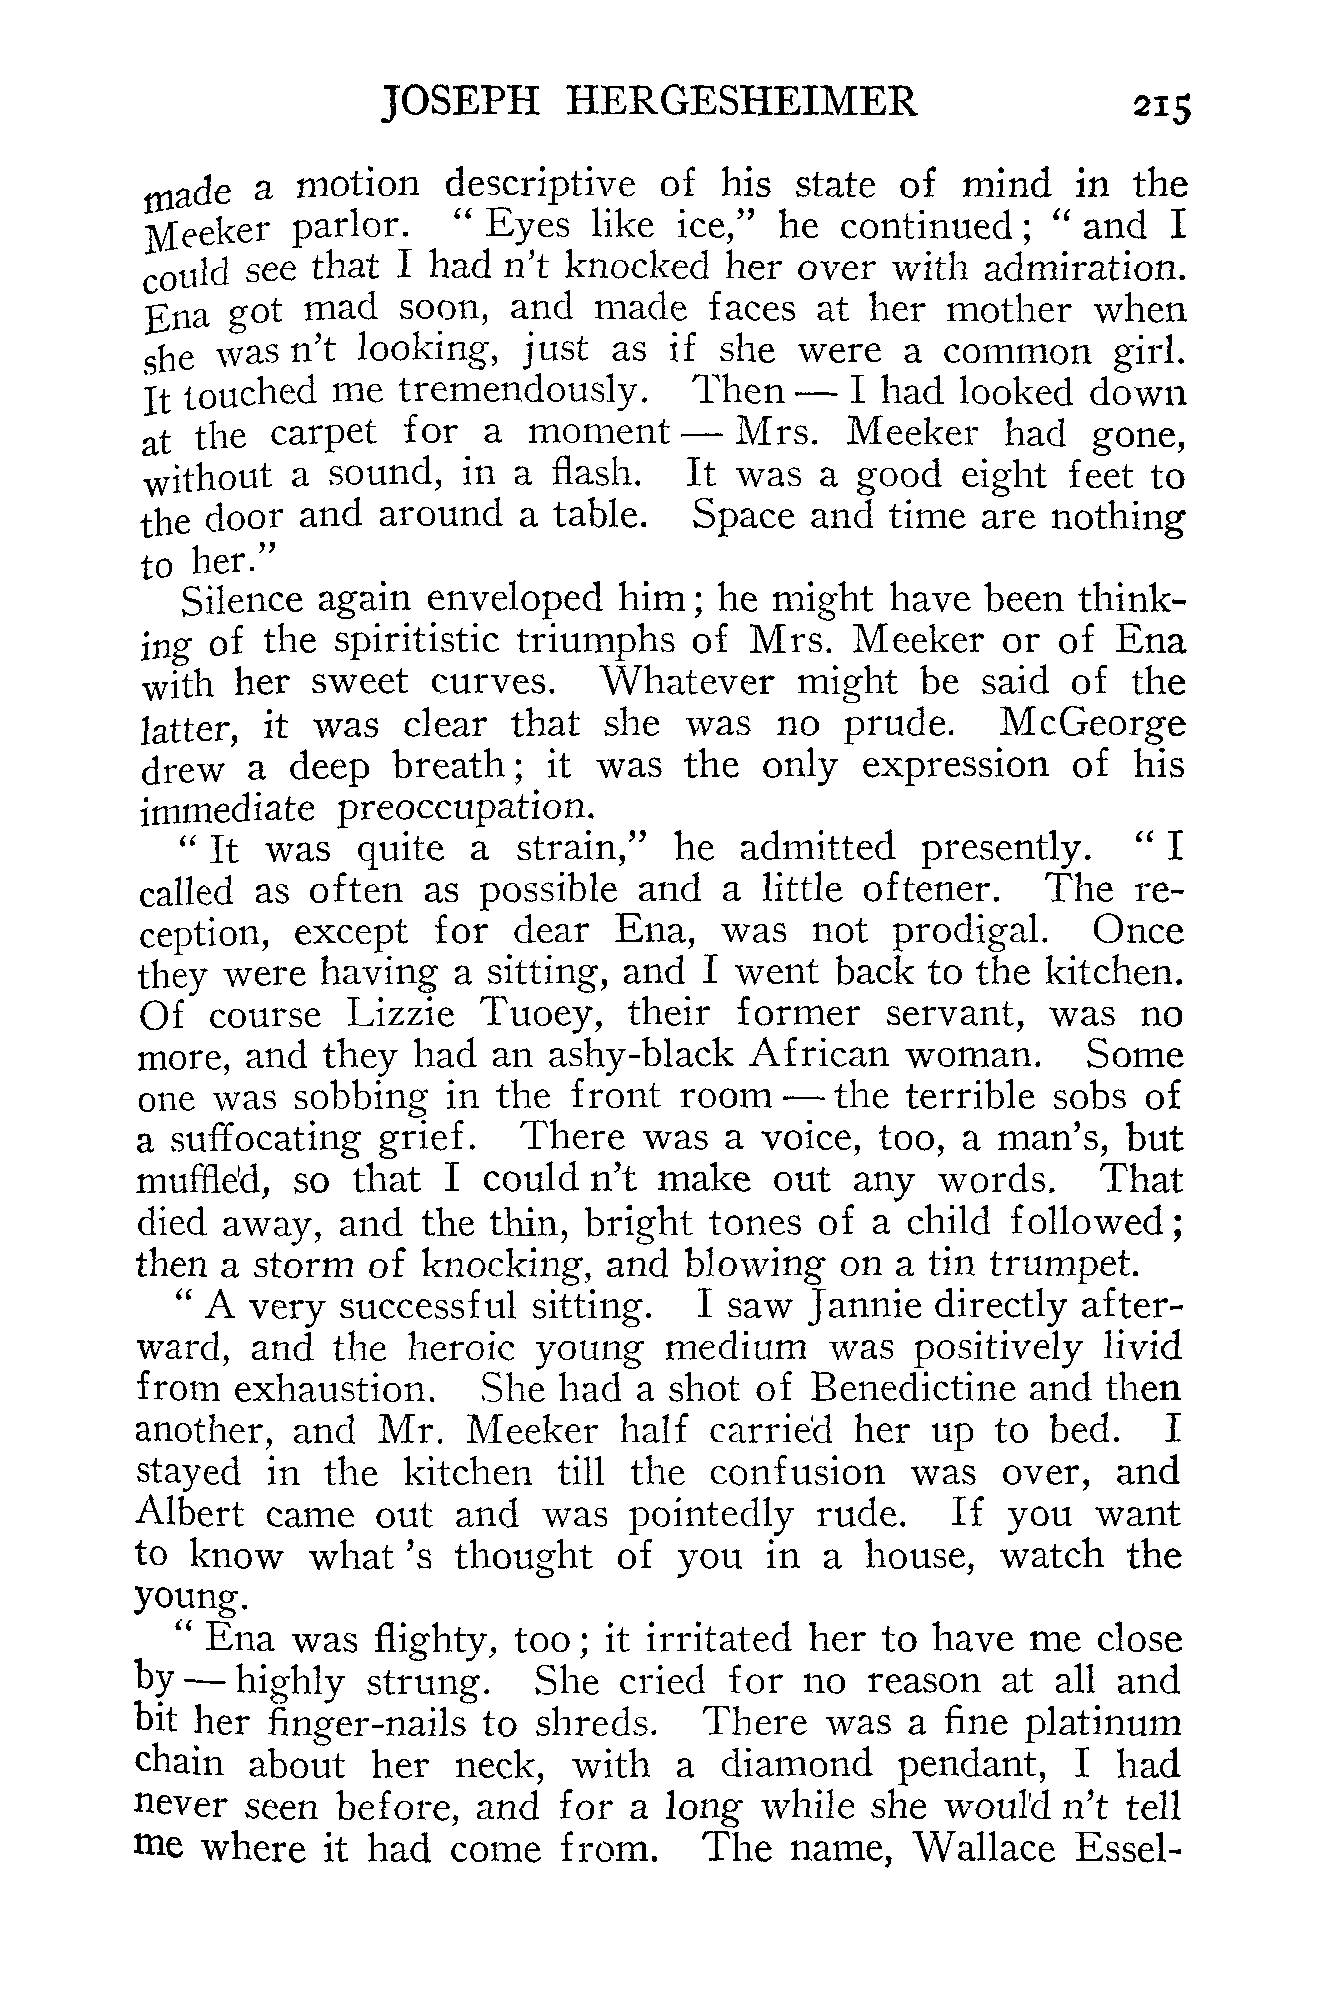 JOSEPH HERGESHEIMER 215
made a motion descriptive of his state of mind in the
Meeker parlor. “ Eyes like ice,” he continued ; “ and I
could see that I had n’t knocked her over with admiration.
Ena got mad soon, and made faces at her mother when
she was n’t looking, just as if she were a common girl.
It touched me tremendously. Then — I had looked down
at the carpet for a moment — Mrs. Meeker had gone,
without a sound, in a flash. It was a good eight feet to
the door and around a table. Space and time are nothing
to her.”
Silence again enveloped him ; he might have been think-
ing of the spiritistic triumphs of Mrs. Meeker or of Ena
with her sweet curves. Whatever might be said of the
latter, it was clear that she was no prude. McGeorge
drew a deep breath ; it was the only expression of his
immediate preoccupation.
“ It was quite a strain,” he admitted presently. “ I
called as often as possible and a little oftener. The re-
ception, except for dear Ena, was not prodigal. Once
they were having a sitting, and I went back to the kitchen.
Of course Lizzie Tuoey, their former servant, was no
more, and they had an ashy-black African woman. Some
one was sobbing in the front room — the terrible sobs of
a suffocating grief. There was a voice, too, a man’s, but
muffled, so that I could n’t make out any words. That
died away, and the thin, bright tones of a child followed ;
then a storm of knocking, and blowing on a tin trumpet.
“ A very successful sitting. I saw Jannie directly after-
ward, and the heroic young medium was positively livid
from exhaustion. She had a shot of Benedictine and then
another, and Mr. Meeker half carried her up to bed. I
stayed in the kitchen till the confusion was over, and
Albert came out and was pointedly rude. If you want
to know what ’s thought of you in a house, watch the
young.
“ Ena was flighty, too ; it irritated her to have me close
by — highly strung. She cried for no reason at all and
bit her finger-nails to shreds. There was a fine platinum
chain about her neck, with a diamond pendant, I had
never seen before, and for a long while she would n’t tell
me where it had come from. The name, Wallace Essel-